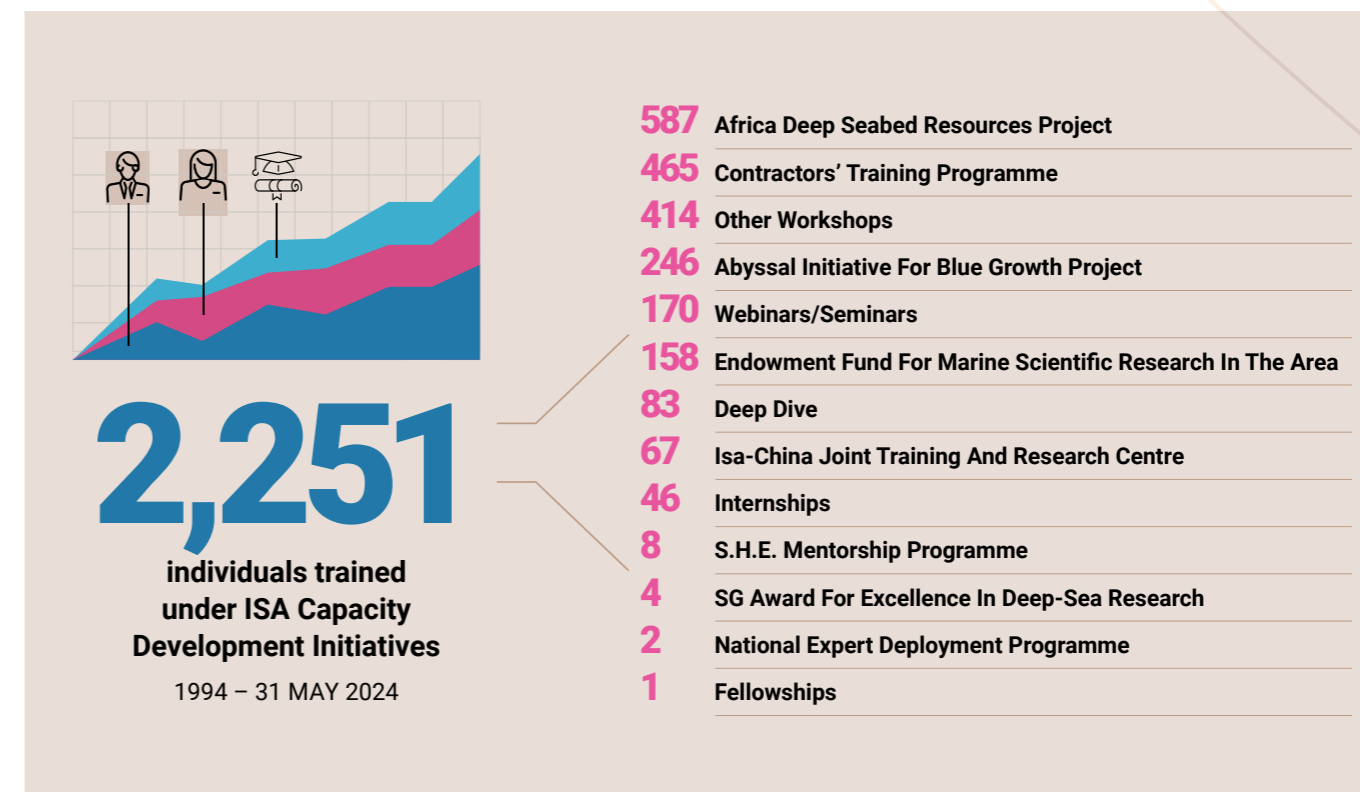 2,251
individuals trained
under ISA Capacity
Development Initiatives
1994 – 31 MAY 2024
587 Africa Deep Seabed Resources Project
465 Contractors’ Training Programme
414 Other Workshops
246 Abyssal Initiative For Blue Growth Project
170 Webinars/Seminars
158 Endowment Fund For Marine Scientific Research In The Area
83 Deep Dive
67 Isa-China Joint Training And Research Centre
46 Internships
8 S.H.E. Mentorship Programme
4 SG Award For Excellence In Deep-Sea Research
2 National Expert Deployment Programme
1 Fellowships